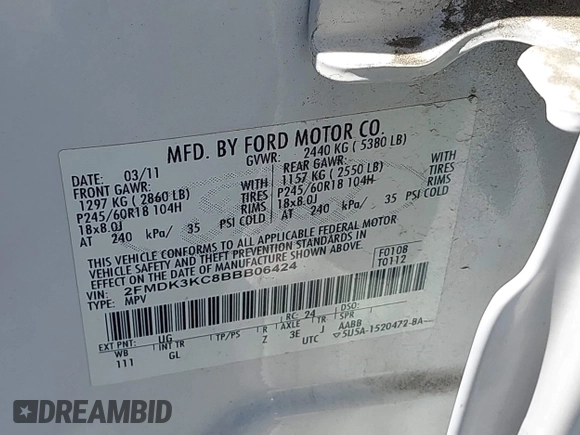 MFD. BY FORD MOTOR CO.
DATE: 03/11 GVWR: 2440 KG ( 5380 LB)
FRONT GAWR: REAR GAWR:
1297 KG ( 2860 LB) WITH 1157 KG ( 2550 LB) WITH
P245/60R18 104H TIRES P245/60R18 104H TIRES
18x8.0J RIMS 18x8.0J RIMS
AT 240 kPa/ 35 PSI COLD AT 240 kPa/ 35 PSI COLD
THIS VEHICLE CONFORMS TO ALL APPLICABLE FEDERAL MOTOR
VEHICLE SAFETY AND THEFT PREVENTION STANDARDS IN
EFFECT ON THE DATE OF MANUFACTURE SHOWN ABOVE.
VIN: 2FMDK3KC8BBB06424 F0108
TYPE: MPV T0112
EXT PNT: UG RC: 24 DSO:
WB INT TR TP/PS R AXLE TR SPR
111 GL Z 3E J AABB
UTC ▽5U5A-1520472-BA
DREAMBID